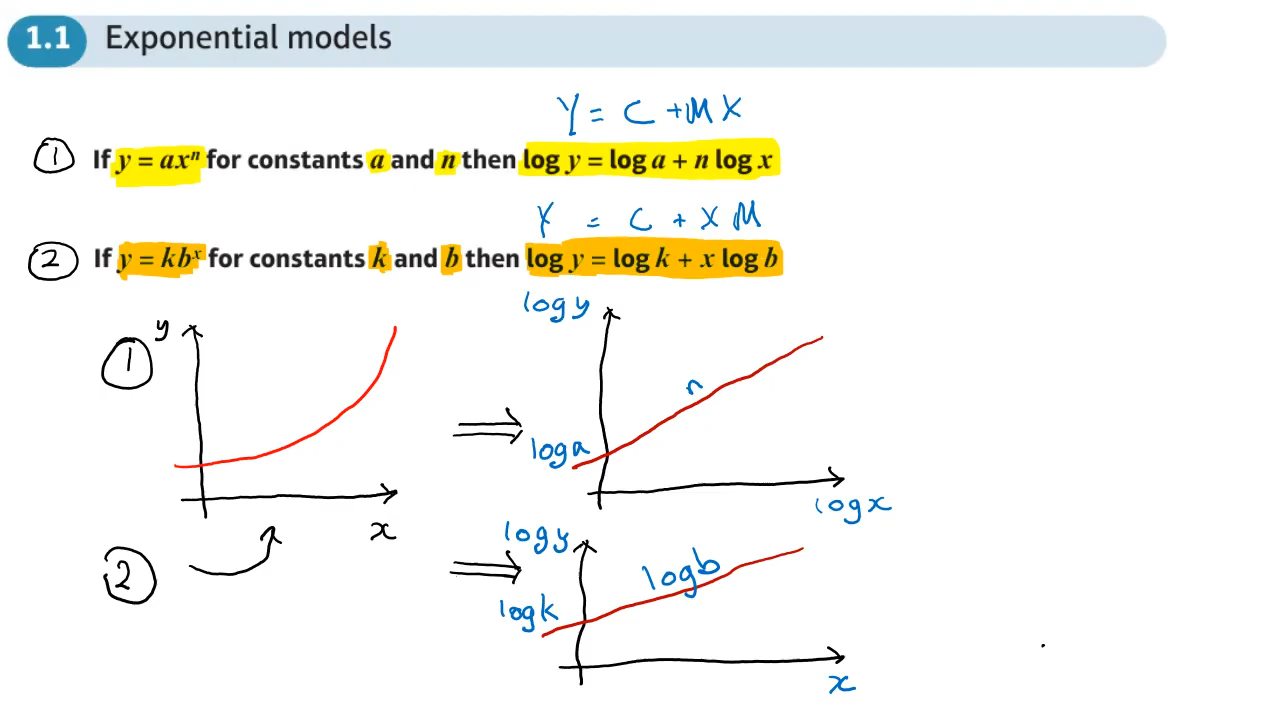 1.1 Exponential models
Y = C + M X
① If y = axⁿ for constants a and n then log y = log a + n log x
Y = C + X M
② If y = kbˣ for constants k and b then log y = log k + x log b
① y
x
log y
n
log a
log x
②
log y
log b
log k
x